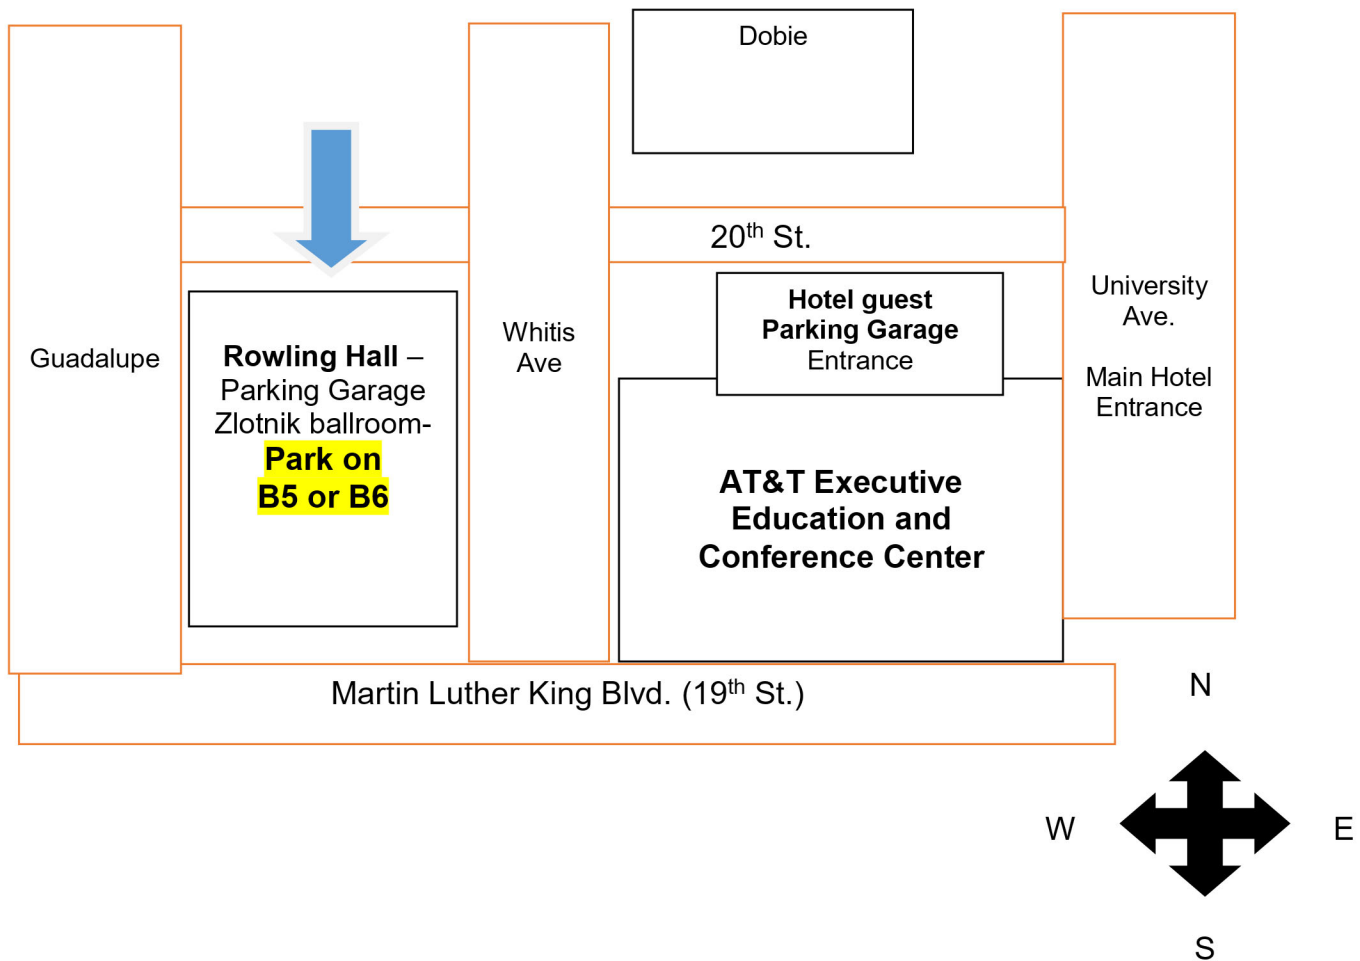 Dobie
20th St.
Guadalupe
Rowling Hall –
Parking Garage
Zlotnik ballroom-
Park on
B5 or B6
Whitis
Ave
Hotel guest
Parking Garage
Entrance
University
Ave.
Main Hotel
Entrance
AT&T Executive
Education and
Conference Center
Martin Luther King Blvd. (19th St.)
N
W
E
S